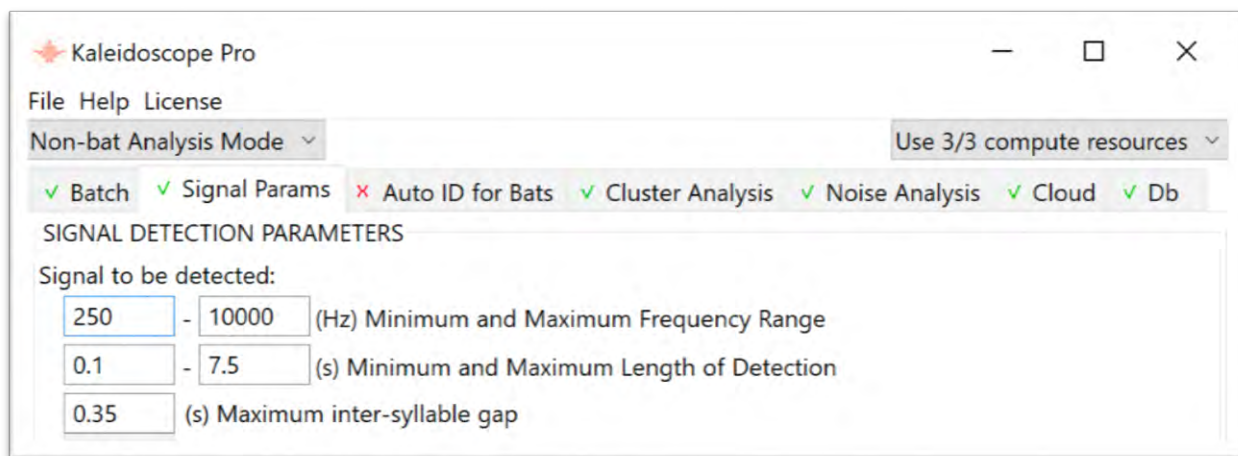 Kaleidoscope Pro
File Help License
Non-bat Analysis Mode Use 3/3 compute resources
Batch Signal Params Auto ID for Bats Cluster Analysis Noise Analysis Cloud Db
SIGNAL DETECTION PARAMETERS
Signal to be detected:
250 - 10000 (Hz) Minimum and Maximum Frequency Range
0.1 - 7.5 (s) Minimum and Maximum Length of Detection
0.35 (s) Maximum inter-syllable gap